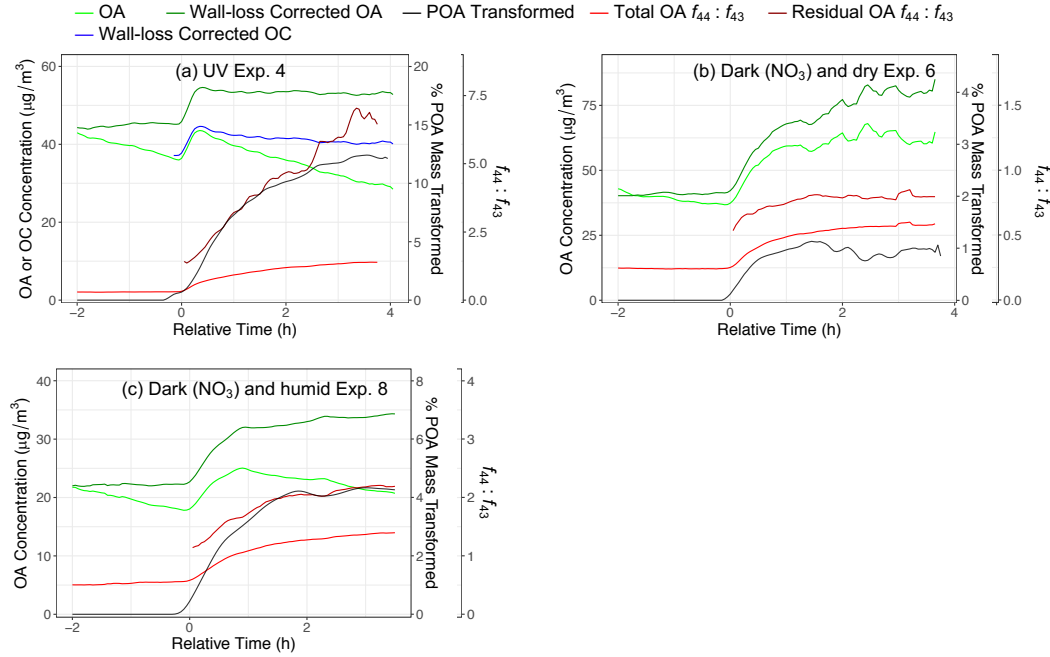 OA Wall-loss Corrected OA POA Transformed Total OA f44 : f43 Residual OA f44 : f43
Wall-loss Corrected OC
(a) UV Exp. 4
OA or OC Concentration (µg/m³)
60
40
20
0
20
15
10
5
0
% POA Mass Transformed
7.5
5.0
2.5
0.0
f44 : f43
−2 0 2 4
Relative Time (h)
(b) Dark (NO3) and dry Exp. 6
OA Concentration (µg/m³)
75
50
25
0
4
3
2
1
0
% POA Mass Transformed
1.5
1.0
0.5
0.0
f44 : f43
−2 −1 0 1 2 3 4
Relative Time (h)
(c) Dark (NO3) and humid Exp. 8
OA Concentration (µg/m³)
40
30
20
10
0
8
6
4
2
0
% POA Mass Transformed
4
3
2
1
0
f44 : f43
−2 0 2
Relative Time (h)